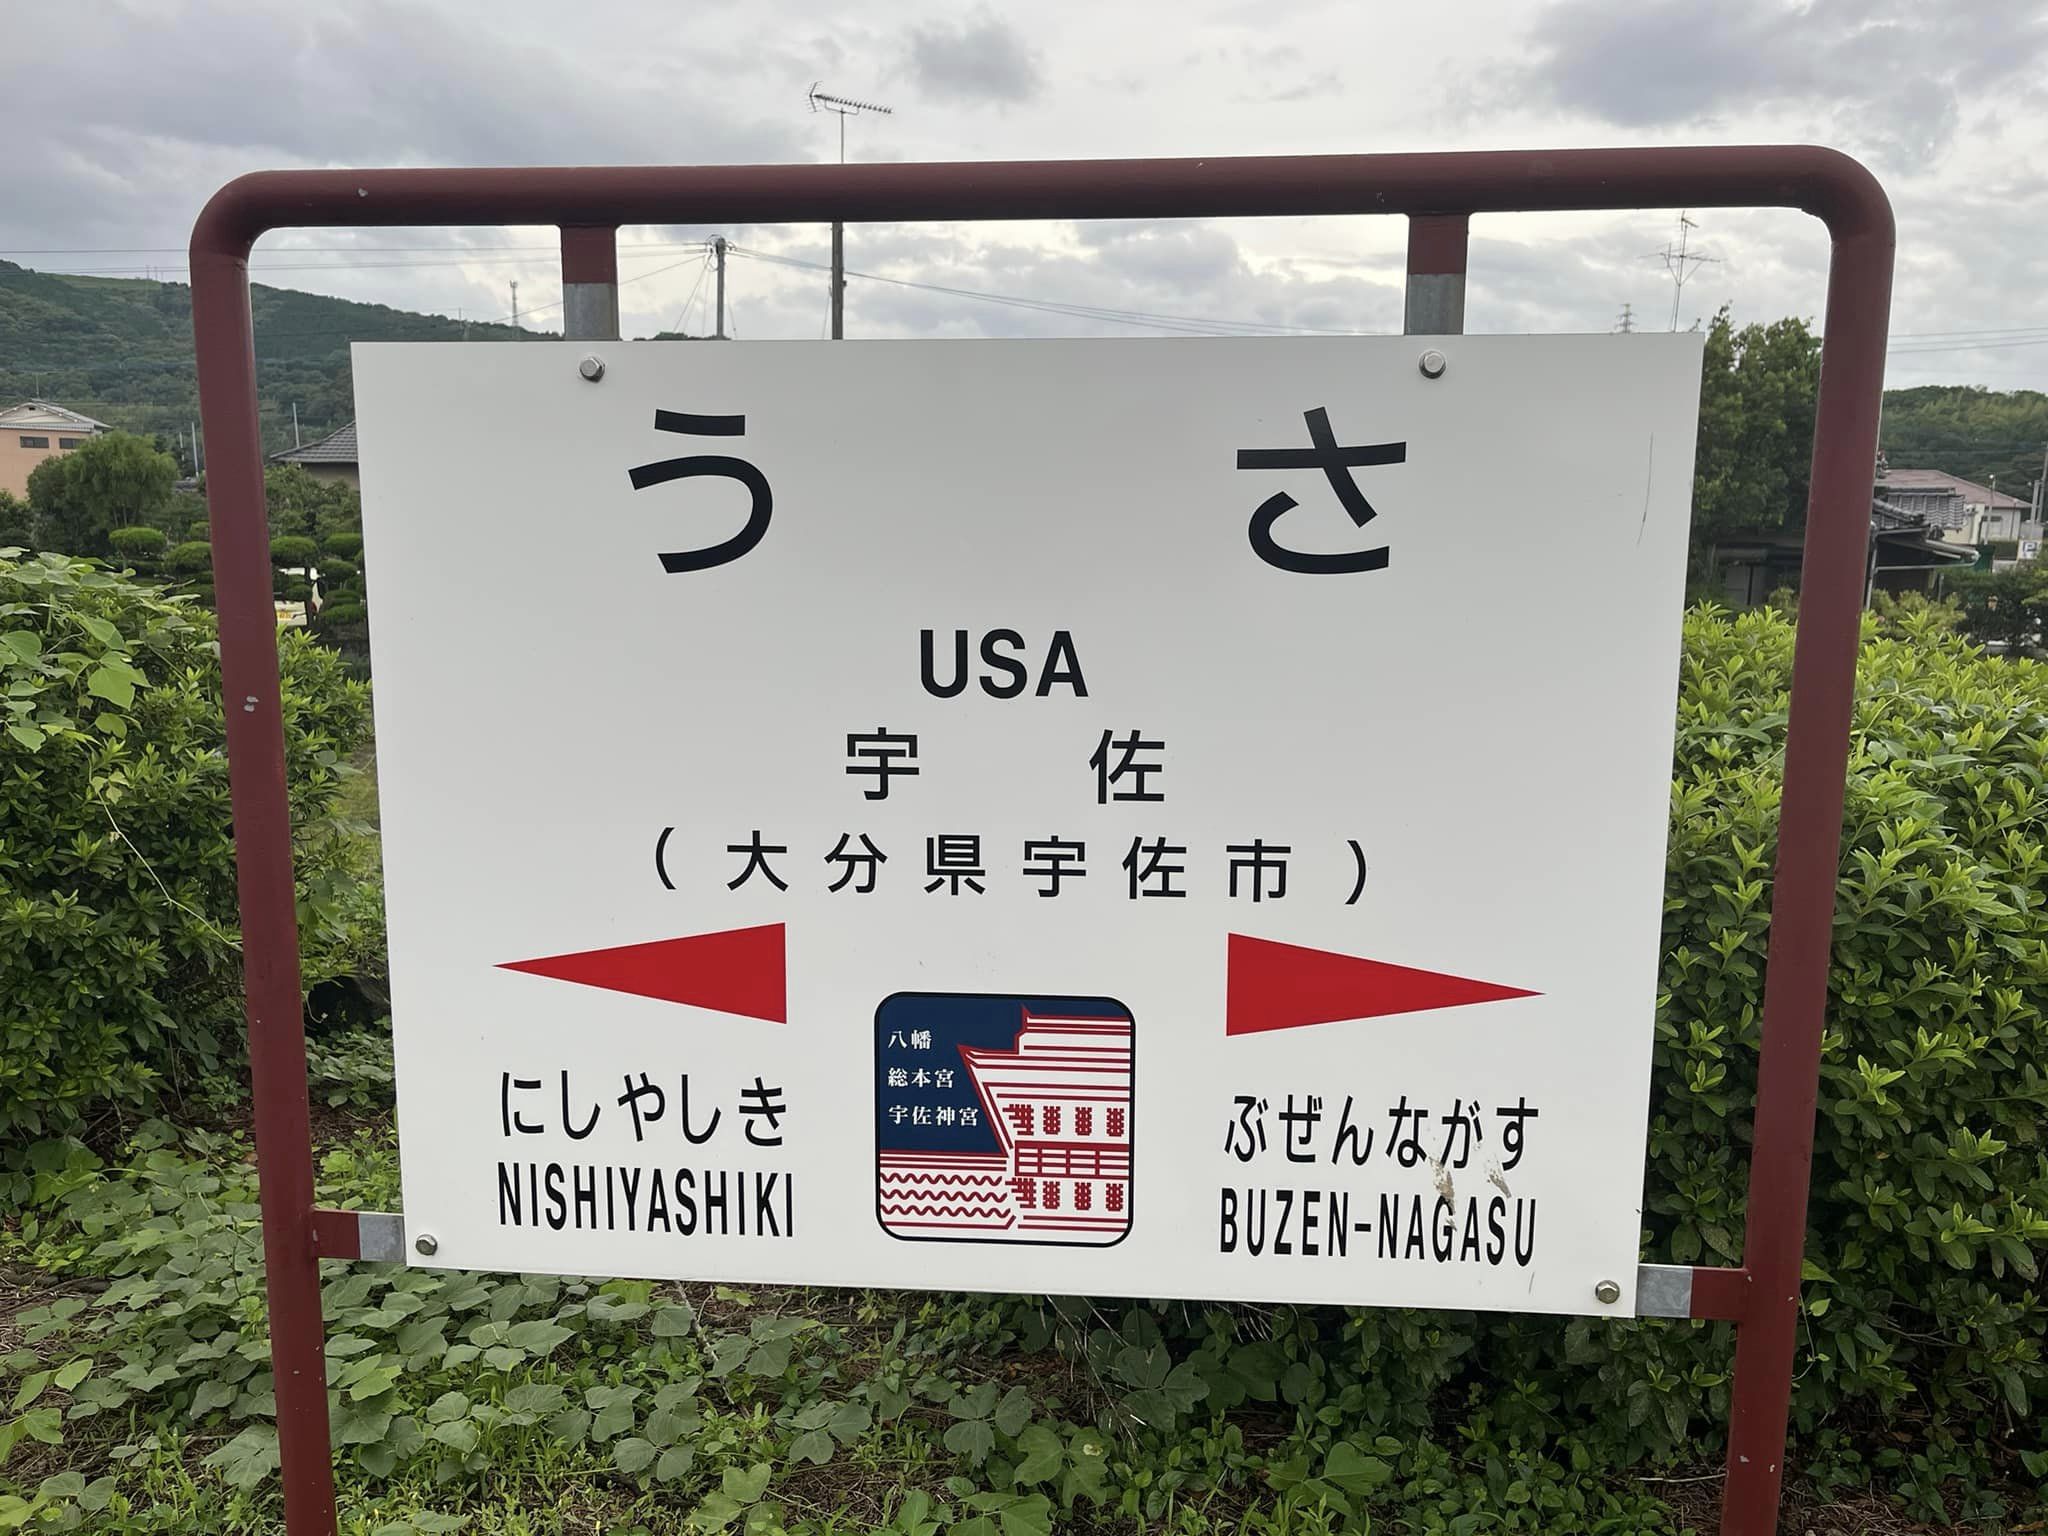 うさ
USA
宇佐
（大分県宇佐市）
にしやしき
NISHIYASHIKI
八幡
総本宮
宇佐神宮
ぶぜんながす
BUZEN-NAGASU